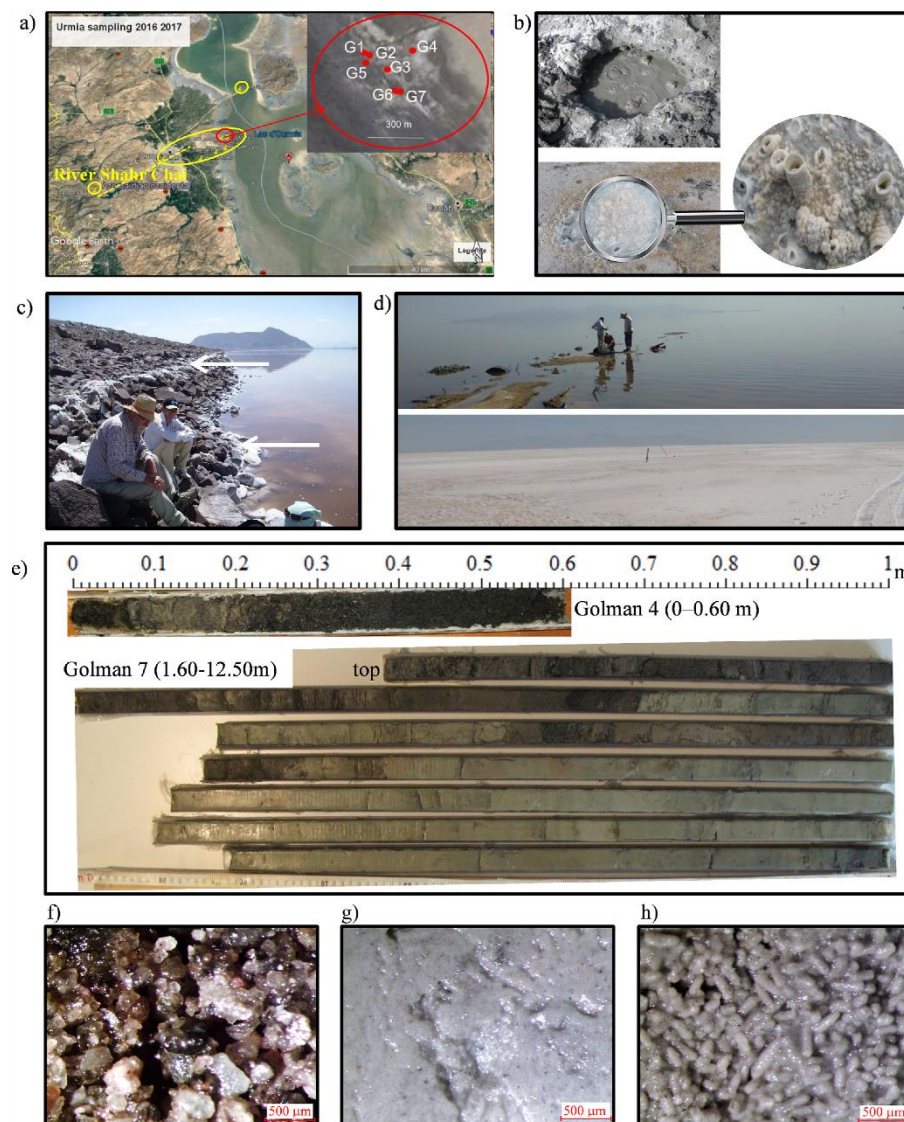 a)
Urmia sampling 2016 2017
G1
G2
G4
G5
G3
G6
G7
300 m
River Shahr Chai
Google Earth
b)
c)
d)
e)
0 0.1 0.2 0.3 0.4 0.5 0.6 0.7 0.8 0.9 1
m
Golman 4 (0–0.60 m)
Golman 7 (1.60-12.50m)
top
f)
g)
h)
500 µm
500 µm
500 µm